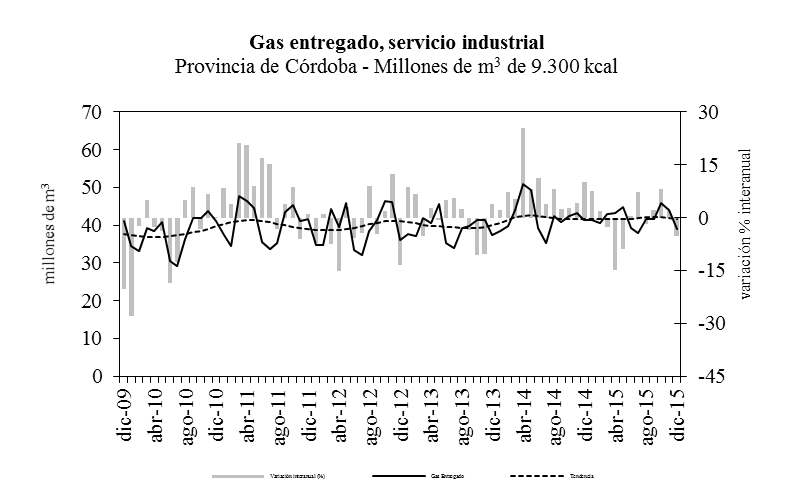 Gas entregado, servicio industrial
Provincia de Córdoba - Millones de m³ de 9.300 kcal
millones de m³
70
60
50
40
30
20
10
0
30
15
0
-15
-30
-45
variación % interanual
dic-09
abr-10
ago-10
dic-10
abr-11
ago-11
dic-11
abr-12
ago-12
dic-12
abr-13
ago-13
dic-13
abr-14
ago-14
dic-14
abr-15
ago-15
dic-15
Variación interanual (%)
Gas Entregado
Tendencia